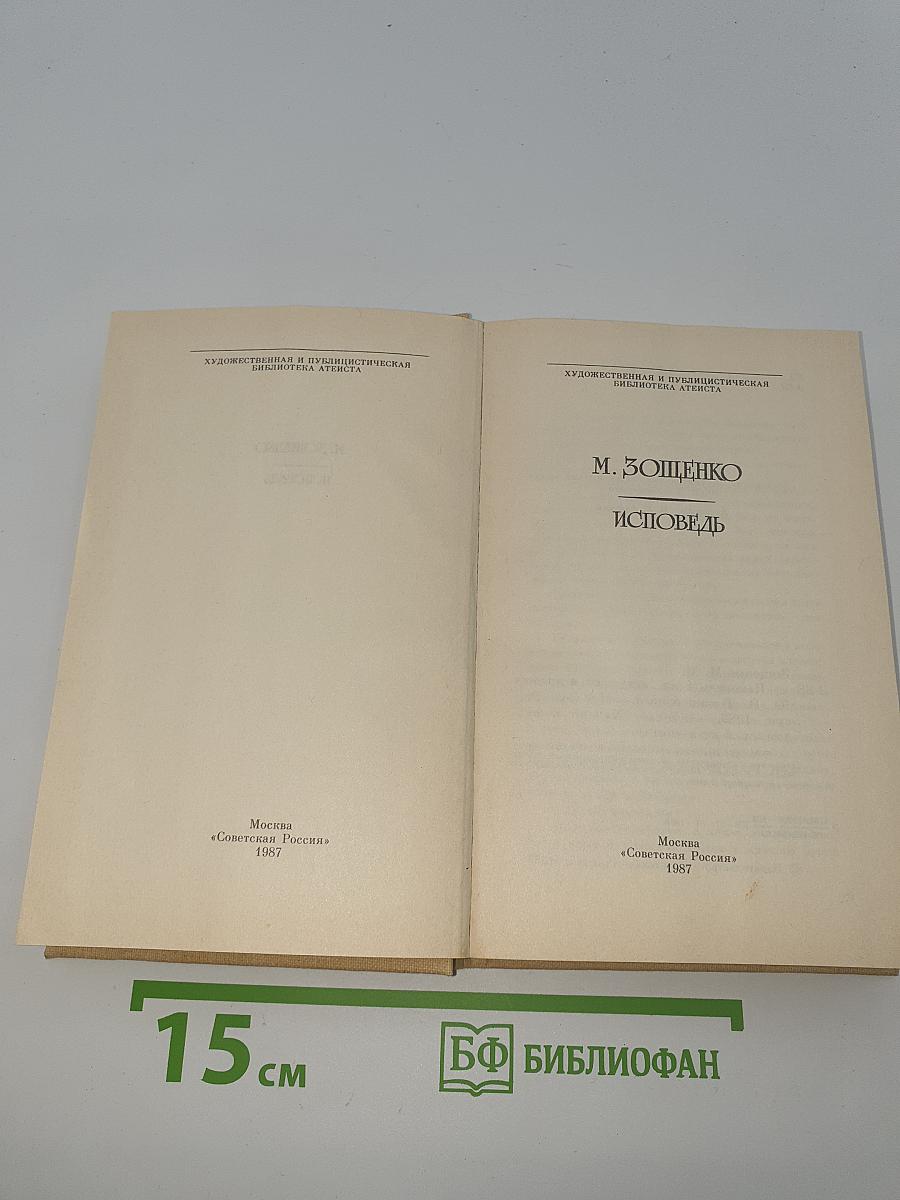 ХУДОЖЕСТВЕННАЯ И ПУБЛИЦИСТИЧЕСКАЯ
БИБЛИОТЕКА АТЕИСТА
Москва
«Советская Россия»
1987
ХУДОЖЕСТВЕННАЯ И ПУБЛИЦИСТИЧЕСКАЯ
БИБЛИОТЕКА АТЕИСТА
М. ЗОЩЕНКО
ИСПОВЕДЬ
Москва
«Советская Россия»
1987
15 см
БФ БИБЛИОФАН